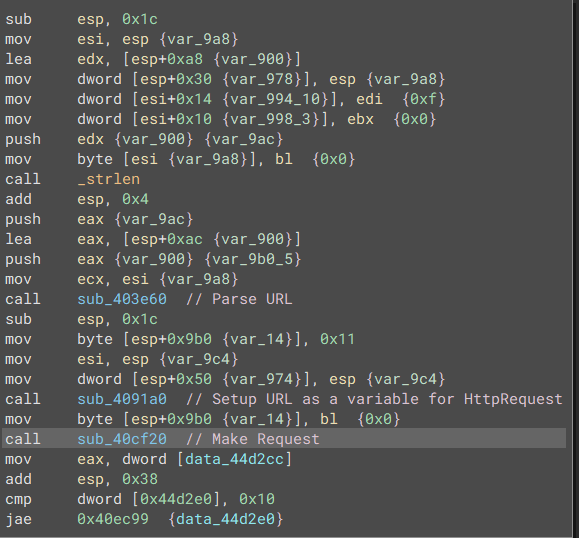 sub esp, 0x1c
mov esi, esp {var_9a8}
lea edx, [esp+0xa8 {var_900}]
mov dword [esp+0x30 {var_978}], esp {var_9a8}
mov dword [esi+0x14 {var_994_10}], edi {0xf}
mov dword [esi+0x10 {var_998_3}], ebx {0x0}
push edx {var_900} {var_9ac}
mov byte [esi {var_9a8}], bl {0x0}
call _strlen
add esp, 0x4
push eax {var_9ac}
lea eax, [esp+0xac {var_900}]
push eax {var_900} {var_9b0_5}
mov ecx, esi {var_9a8}
call sub_403e60 // Parse URL
sub esp, 0x1c
mov byte [esp+0x9b0 {var_14}], 0x11
mov esi, esp {var_9c4}
mov dword [esp+0x50 {var_974}], esp {var_9c4}
call sub_4091a0 // Setup URL as a variable for HttpRequest
mov byte [esp+0x9b0 {var_14}], bl {0x0}
call sub_40cf20 // Make Request
mov eax, dword [data_44d2cc]
add esp, 0x38
cmp dword [0x44d2e0], 0x10
jae 0x40ec99 {data_44d2e0}